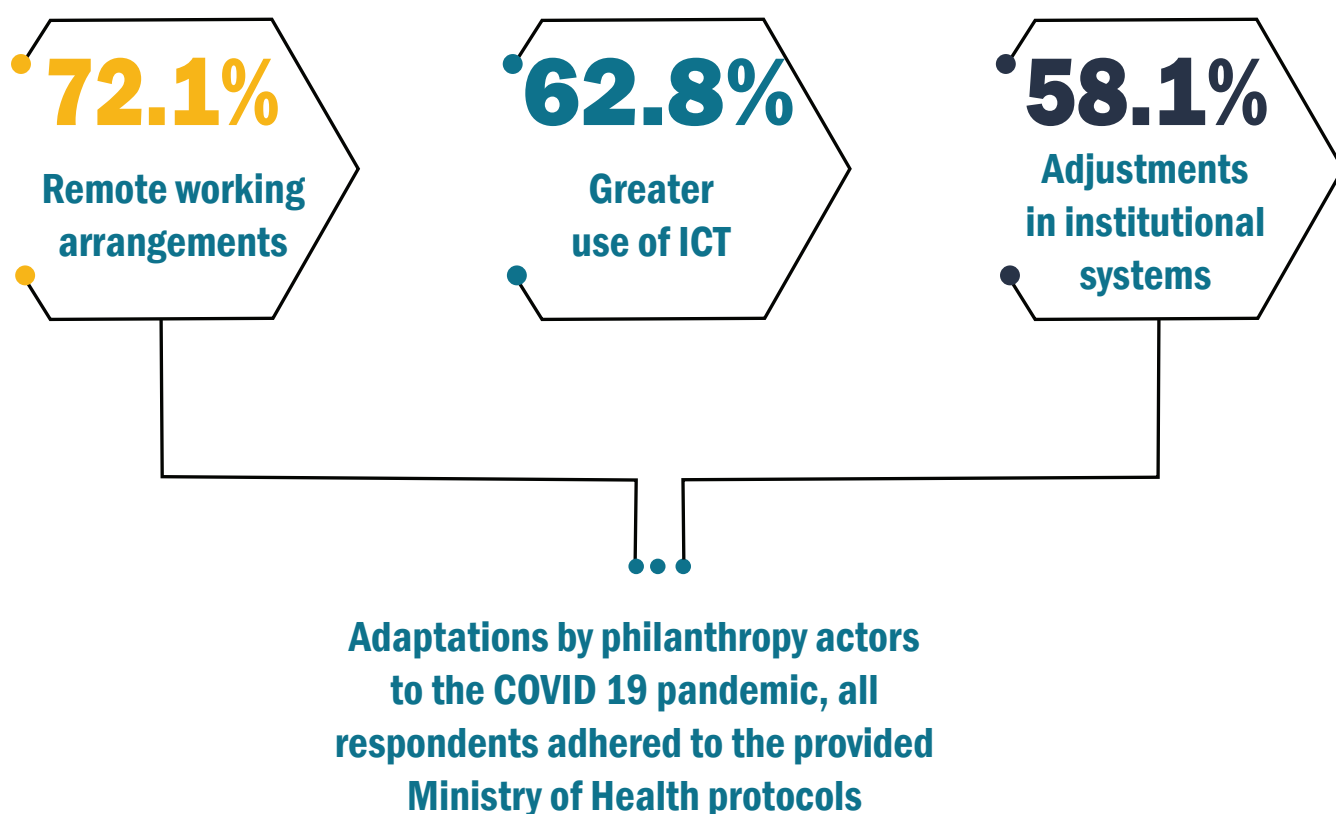 72.1%
Remote working
arrangements
62.8%
Greater
use of ICT
58.1%
Adjustments
in institutional
systems
Adaptations by philanthropy actors
to the COVID 19 pandemic, all
respondents adhered to the provided
Ministry of Health protocols